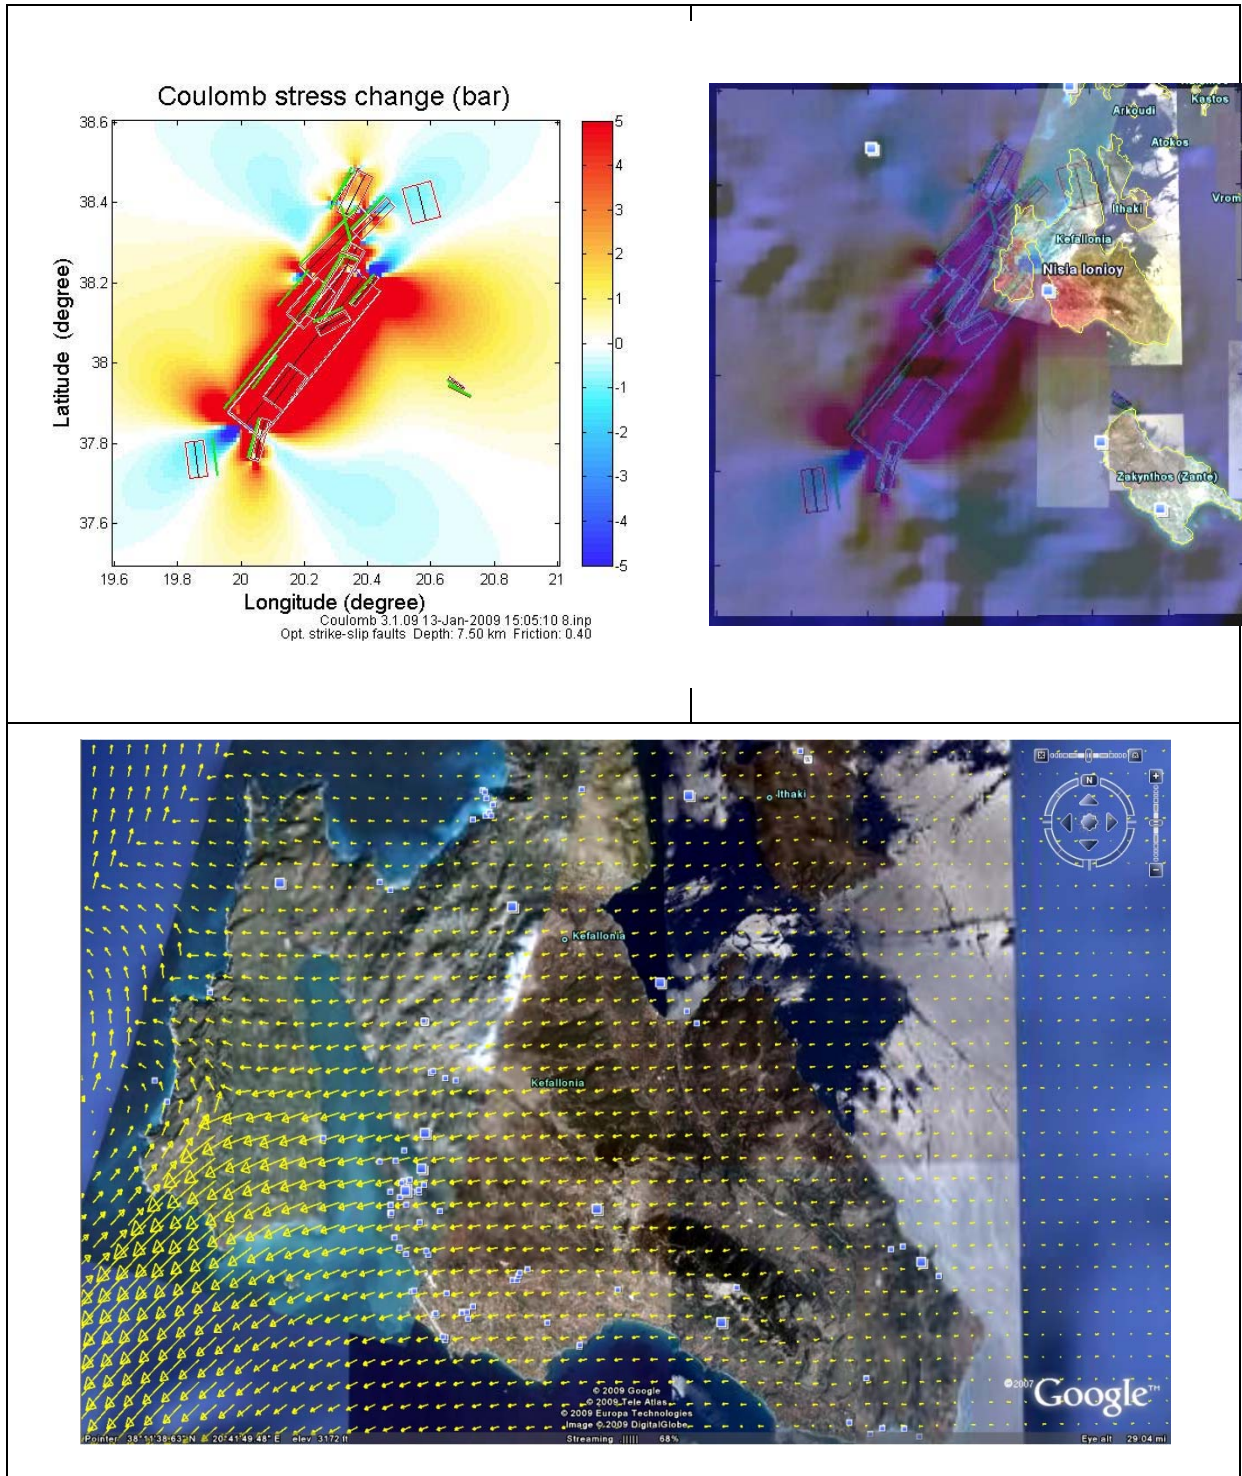 Coulomb stress change (bar)
38.6
38.4
38.2
38
37.8
37.6
Latitude (degree)
19.6 19.8 20 20.2 20.4 20.6 20.8 21
Longitude (degree)
5
4
3
2
1
0
-1
-2
-3
-4
-5
Coulomb 3.1.09 13-Jan-2009 15:05:10 8.inp
Opt. strike-slip faults Depth: 7.50 km Friction: 0.40
Kastos
Arkoudi
Atokos
Vrom
Ithaki
Kefallonia
Nisia Ionioy
Zakynthos (Zante)
N
Ithaki
Kefallonia
Kefallonia
© 2009 Google
© 2009 Tele Atlas
© 2009 Europa Technologies
Image © 2009 DigitalGlobe
©2007 Google™
Pointer 38°11'38.63" N 20°41'49.48" E elev 3172 ft Streaming ||||| 68% Eye alt 29.04 mi